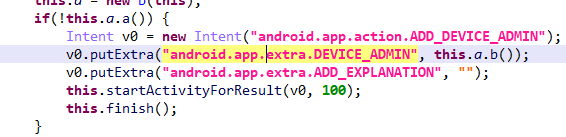 this.a = new b(this);
if(!this.a.a()) {
Intent v0 = new Intent("android.app.action.ADD_DEVICE_ADMIN");
v0.putExtra("android.app.extra.DEVICE_ADMIN", this.a.b());
v0.putExtra("android.app.extra.ADD_EXPLANATION", "");
this.startActivityForResult(v0, 100);
this.finish();
}